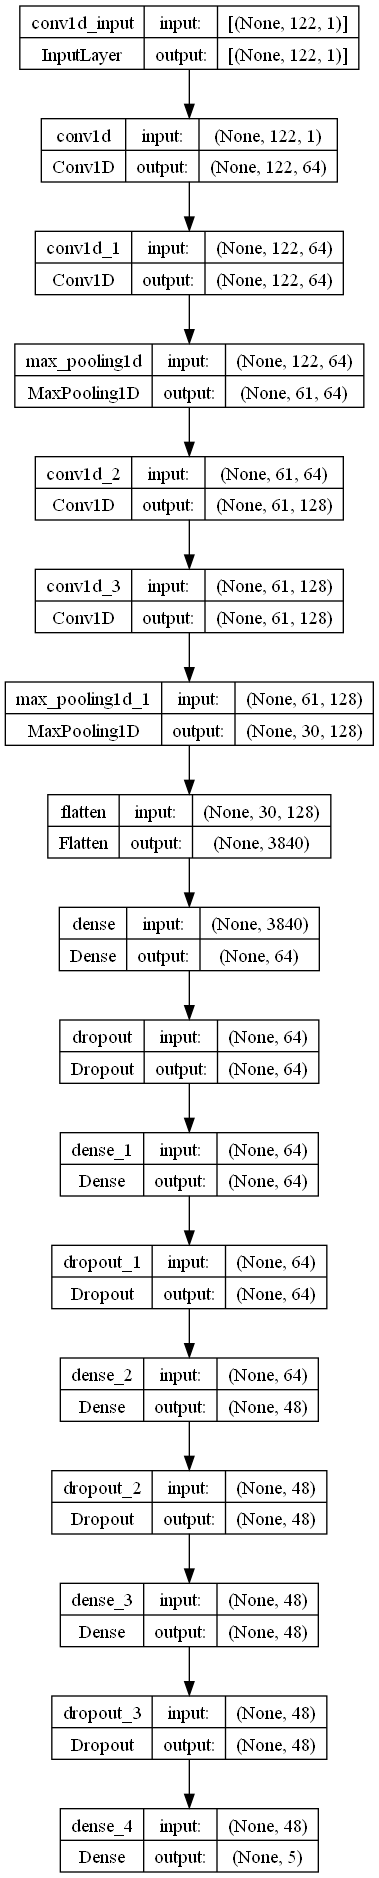 conv1d_input input: [(None, 122, 1)]
InputLayer output: [(None, 122, 1)]
conv1d input: (None, 122, 1)
Conv1D output: (None, 122, 64)
conv1d_1 input: (None, 122, 64)
Conv1D output: (None, 122, 64)
max_pooling1d input: (None, 122, 64)
MaxPooling1D output: (None, 61, 64)
conv1d_2 input: (None, 61, 64)
Conv1D output: (None, 61, 128)
conv1d_3 input: (None, 61, 128)
Conv1D output: (None, 61, 128)
max_pooling1d_1 input: (None, 61, 128)
MaxPooling1D output: (None, 30, 128)
flatten input: (None, 30, 128)
Flatten output: (None, 3840)
dense input: (None, 3840)
Dense output: (None, 64)
dropout input: (None, 64)
Dropout output: (None, 64)
dense_1 input: (None, 64)
Dense output: (None, 64)
dropout_1 input: (None, 64)
Dropout output: (None, 64)
dense_2 input: (None, 64)
Dense output: (None, 48)
dropout_2 input: (None, 48)
Dropout output: (None, 48)
dense_3 input: (None, 48)
Dense output: (None, 48)
dropout_3 input: (None, 48)
Dropout output: (None, 48)
dense_4 input: (None, 48)
Dense output: (None, 5)